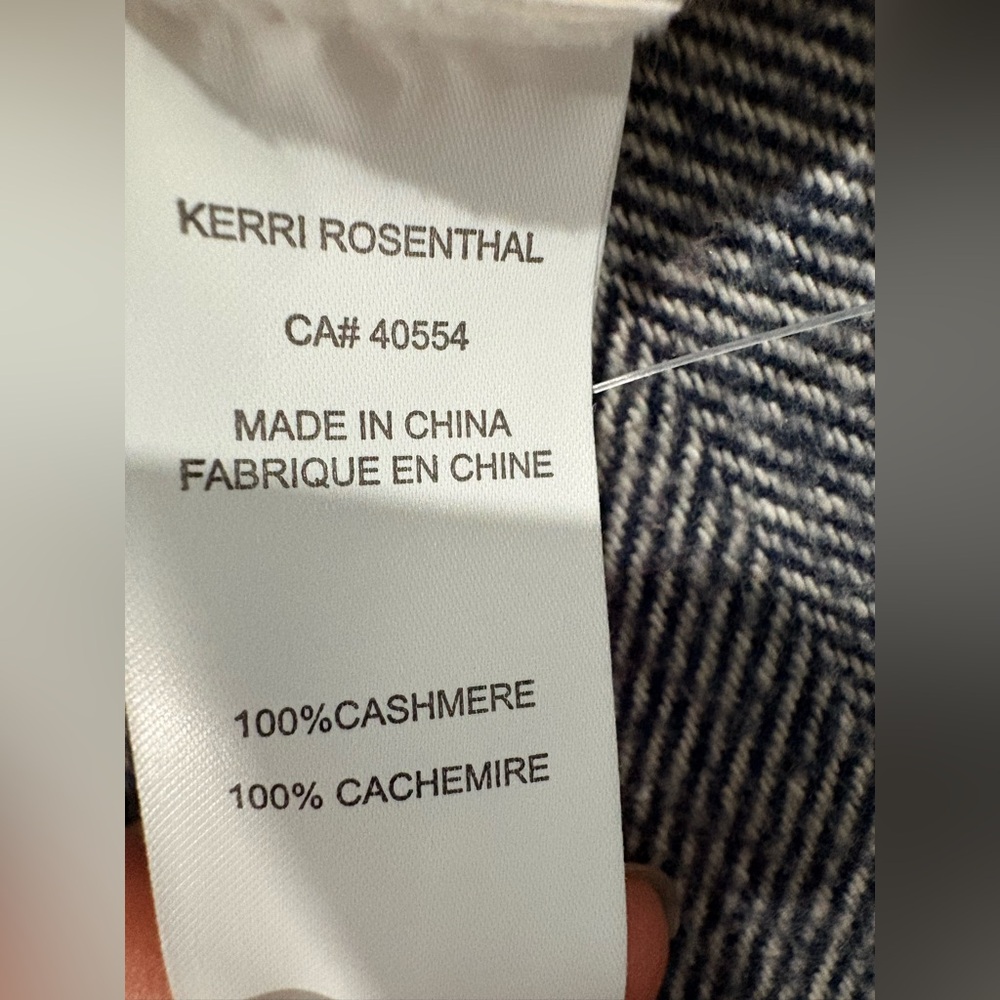 KERRI ROSENTHAL
CA# 40554
MADE IN CHINA
FABRIQUE EN CHINE
100%CASHMERE
100% CACHEMIRE